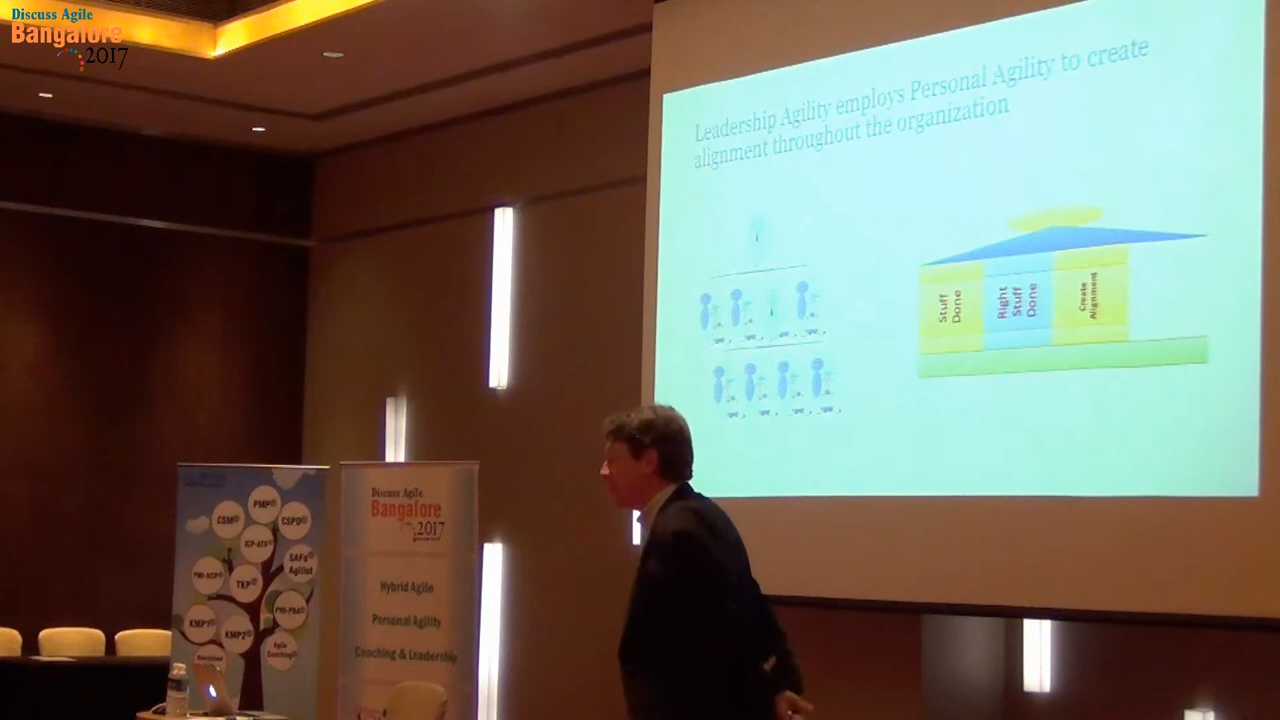 Discuss Agile
Bangalore
2017
Leadership Agility employs Personal Agility to create
alignment throughout the organization
Stuff
Done
Right
Stuff
Done
Create
Alignment
PMP®
CSM®
CSPO®
ICP-ATF®
SAFe®
Agilist
PMI-ACP®
TKP®
PMI-PBA®
KMP1®
KMP2®
Agile
Coaching®
Discuss Agile
Bangalore
2017
Hybrid Agile
Personal Agility
Coaching & Leadership